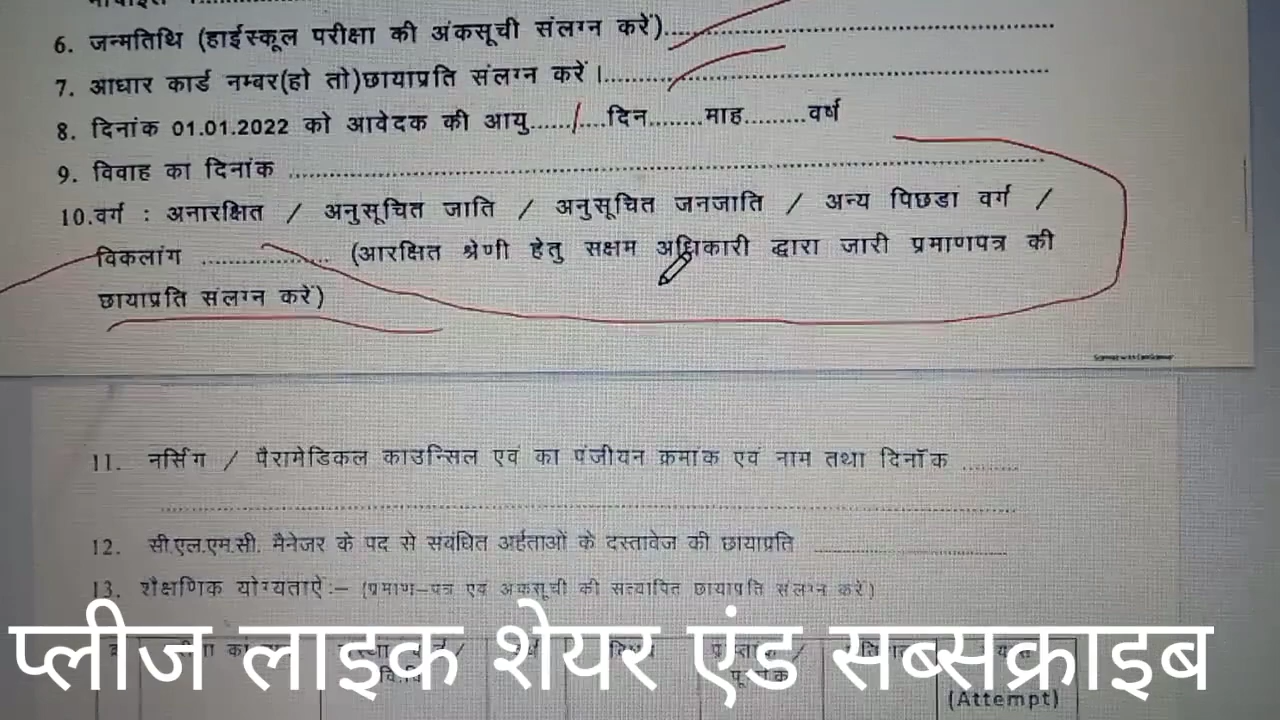 6. जन्मतिथि (हाईस्कूल परीक्षा की अंकसूची संलग्न करें)...............................................
7. आधार कार्ड नम्बर(हो तो)छायाप्रति संलग्न करें।.......................................................
8. दिनांक 01.01.2022 को आवेदक की आयु..........दिन........माह.........वर्ष
9. विवाह का दिनांक ..........................................................................................
10.वर्ग : अनारक्षित / अनुसूचित जाति / अनुसूचित जनजाति / अन्य पिछडा वर्ग /
विकलांग .................... (आरक्षित श्रेणी हेतु सक्षम अधिकारी द्वारा जारी प्रमाणपत्र की
छायाप्रति संलग्न करें)
Scanned with CamScanner
11. नर्सिग / पैरामेडिकल काउन्सिल एवं का पंजीयन क्रमांक एवं नाम तथा दिनॉक ..........
..........................................................................................
12. सी.एल.एम.सी. मैनेजर के पद से संबंधित अर्हताओं के दस्तावेज की छायाप्रति ..............................
13. शैक्षणिक योग्यताऐं:– (प्रमाण–पत्र एवं अंकसूची की सत्यापित छायाप्रति संलग्न करें)
प्लीज लाइक शेयर एंड सब्सक्राइब
(Attempt)